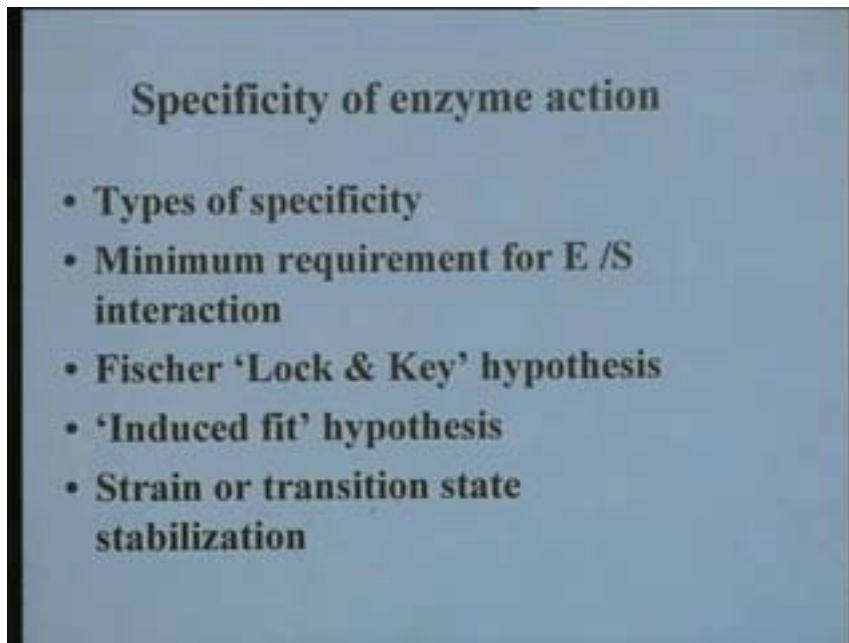 Specificity of enzyme action
• Types of specificity
• Minimum requirement for E /S
interaction
• Fischer ‘Lock & Key’ hypothesis
• ‘Induced fit’ hypothesis
• Strain or transition state
stabilization